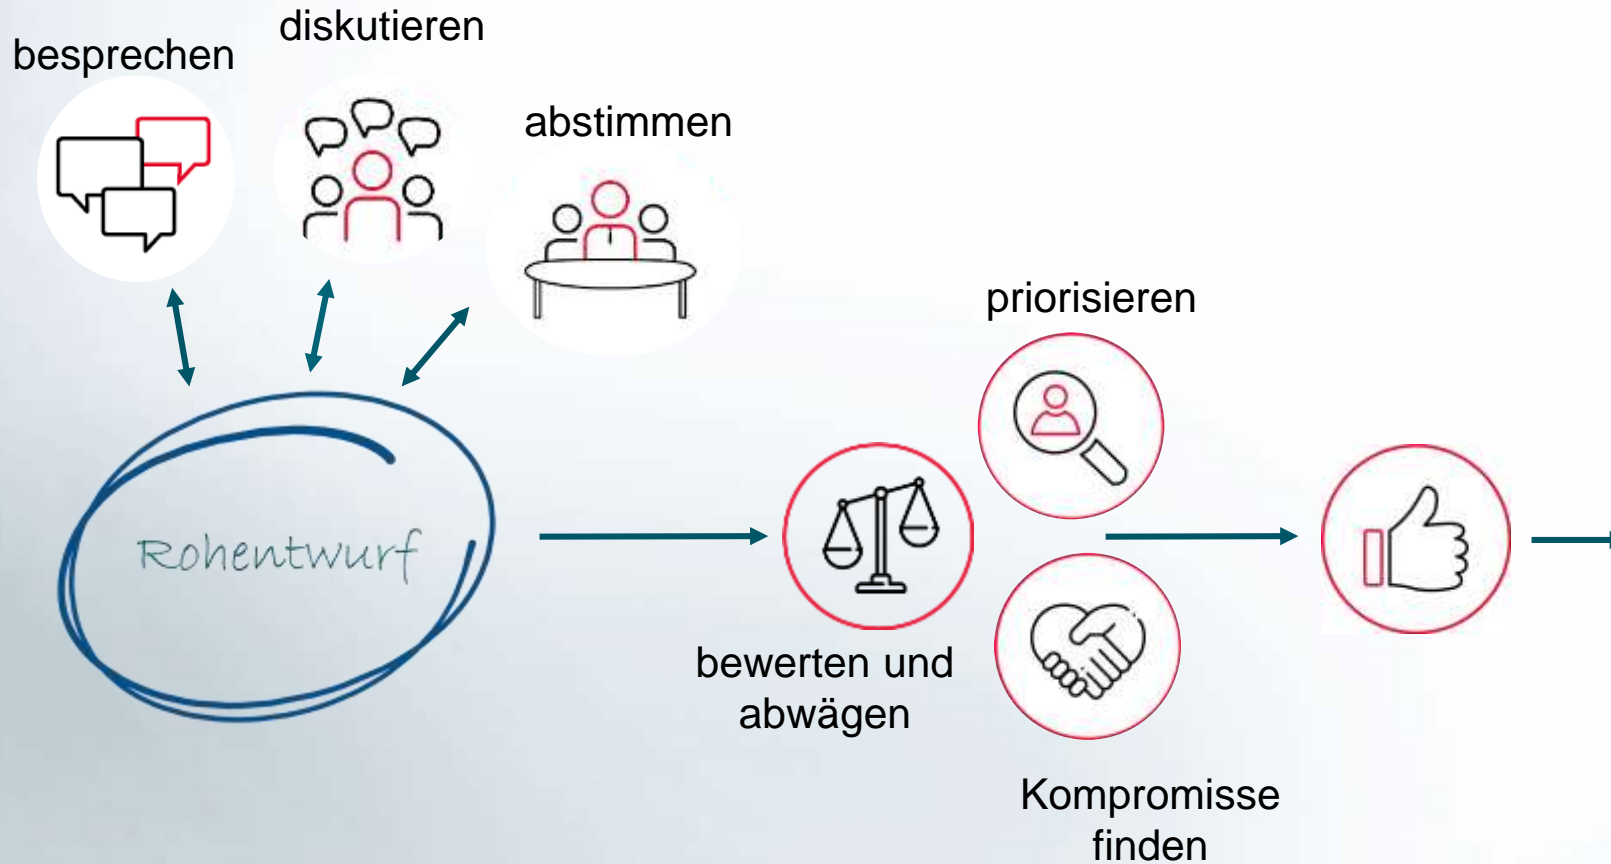 besprechen
diskutieren
abstimmen
Rohentwurf
priorisieren
bewerten und
abwägen
Kompromisse
finden